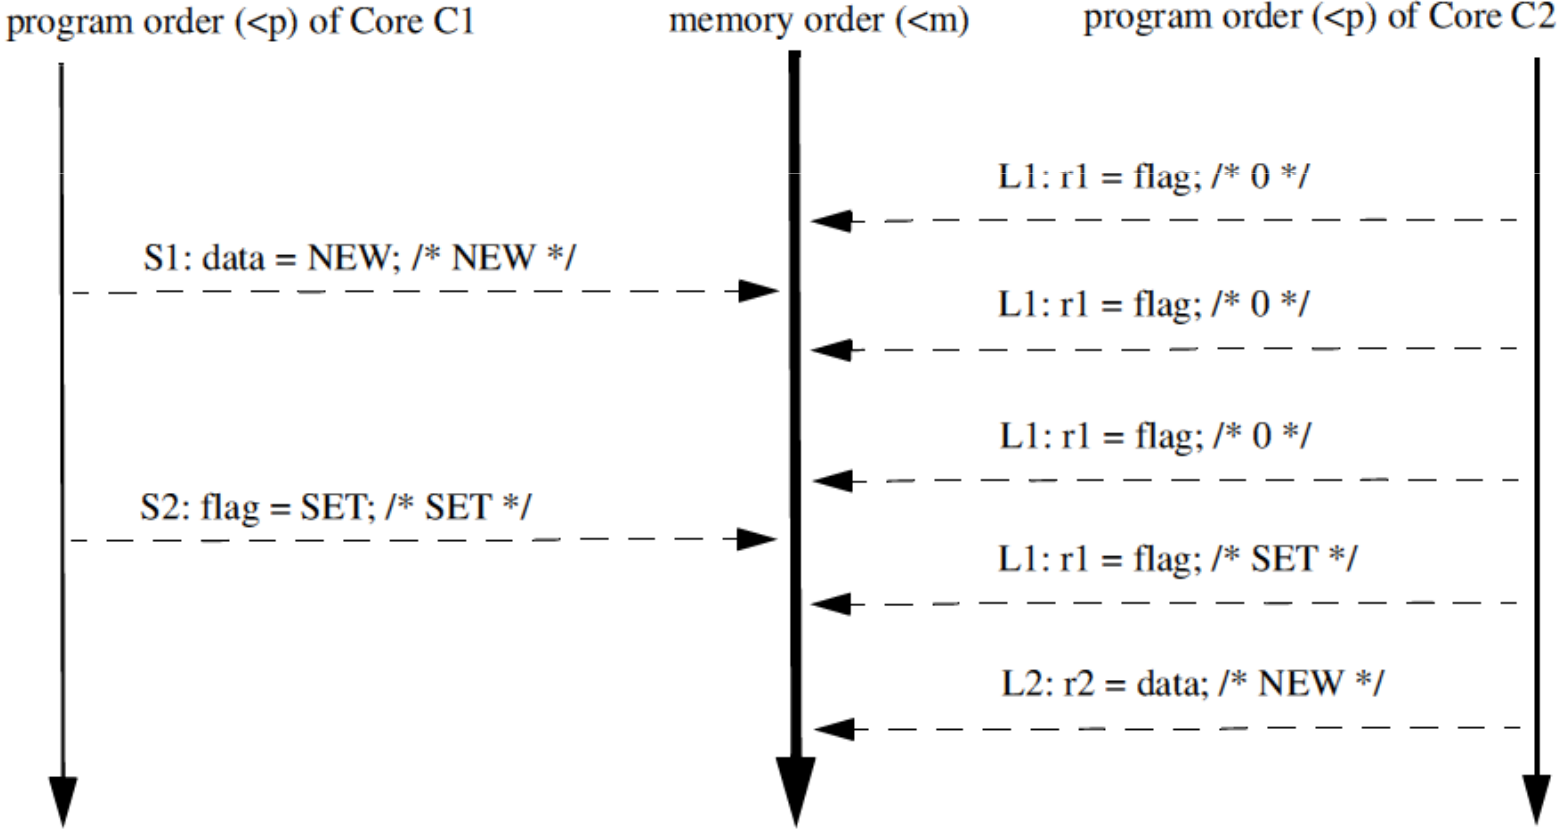 program order (<p) of Core C1
memory order (<m)
program order (<p) of Core C2
L1: r1 = flag; /* 0 */
S1: data = NEW; /* NEW */
L1: r1 = flag; /* 0 */
L1: r1 = flag; /* 0 */
S2: flag = SET; /* SET */
L1: r1 = flag; /* SET */
L2: r2 = data; /* NEW */